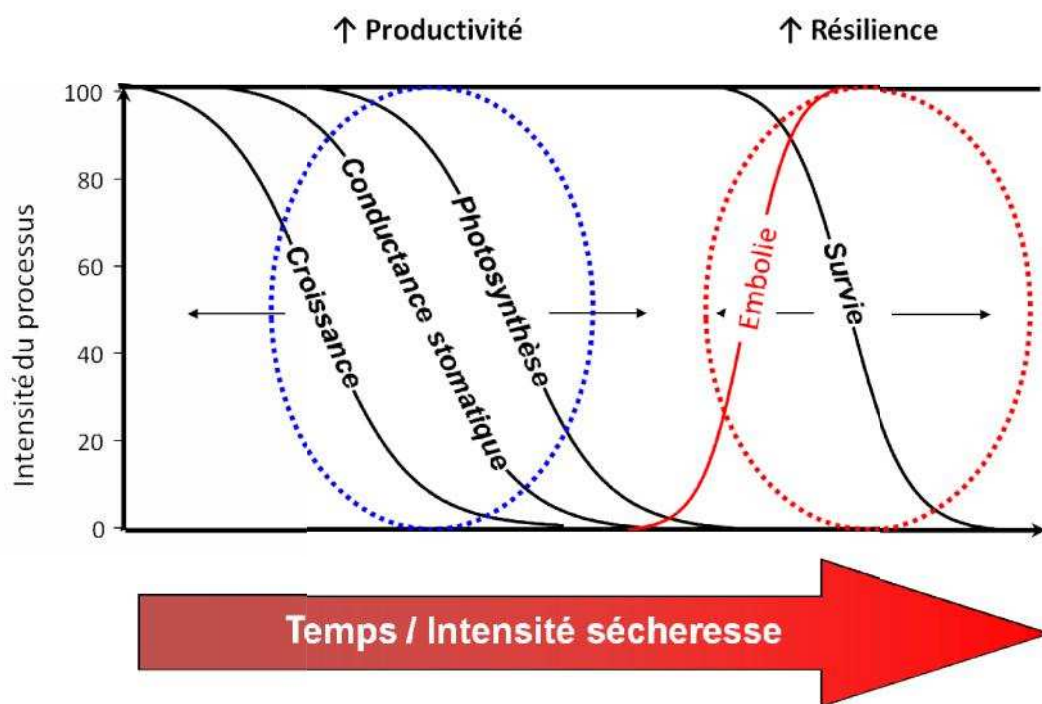 ↑ Productivité
↑ Résilience
Intensité du processus
100
80
60
40
20
0
Croissance
Conductance stomatique
Photosynthèse
Embolie
Survie
Temps / Intensité sécheresse